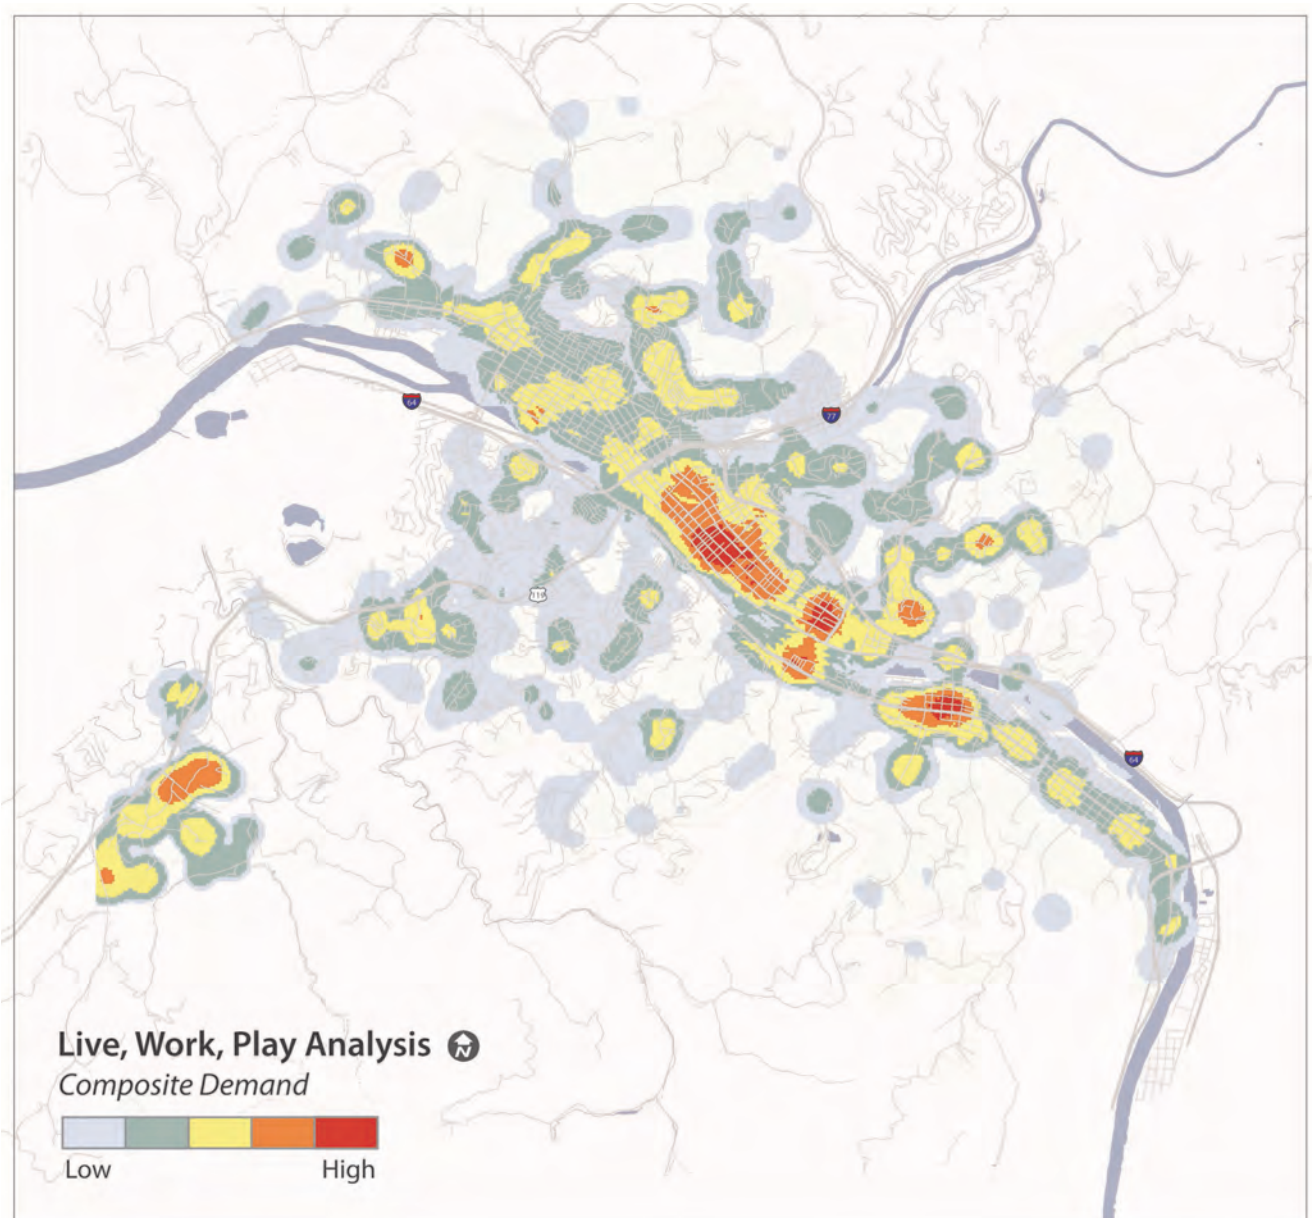 64
77
119
64
Live, Work, Play Analysis N
Composite Demand
Low High